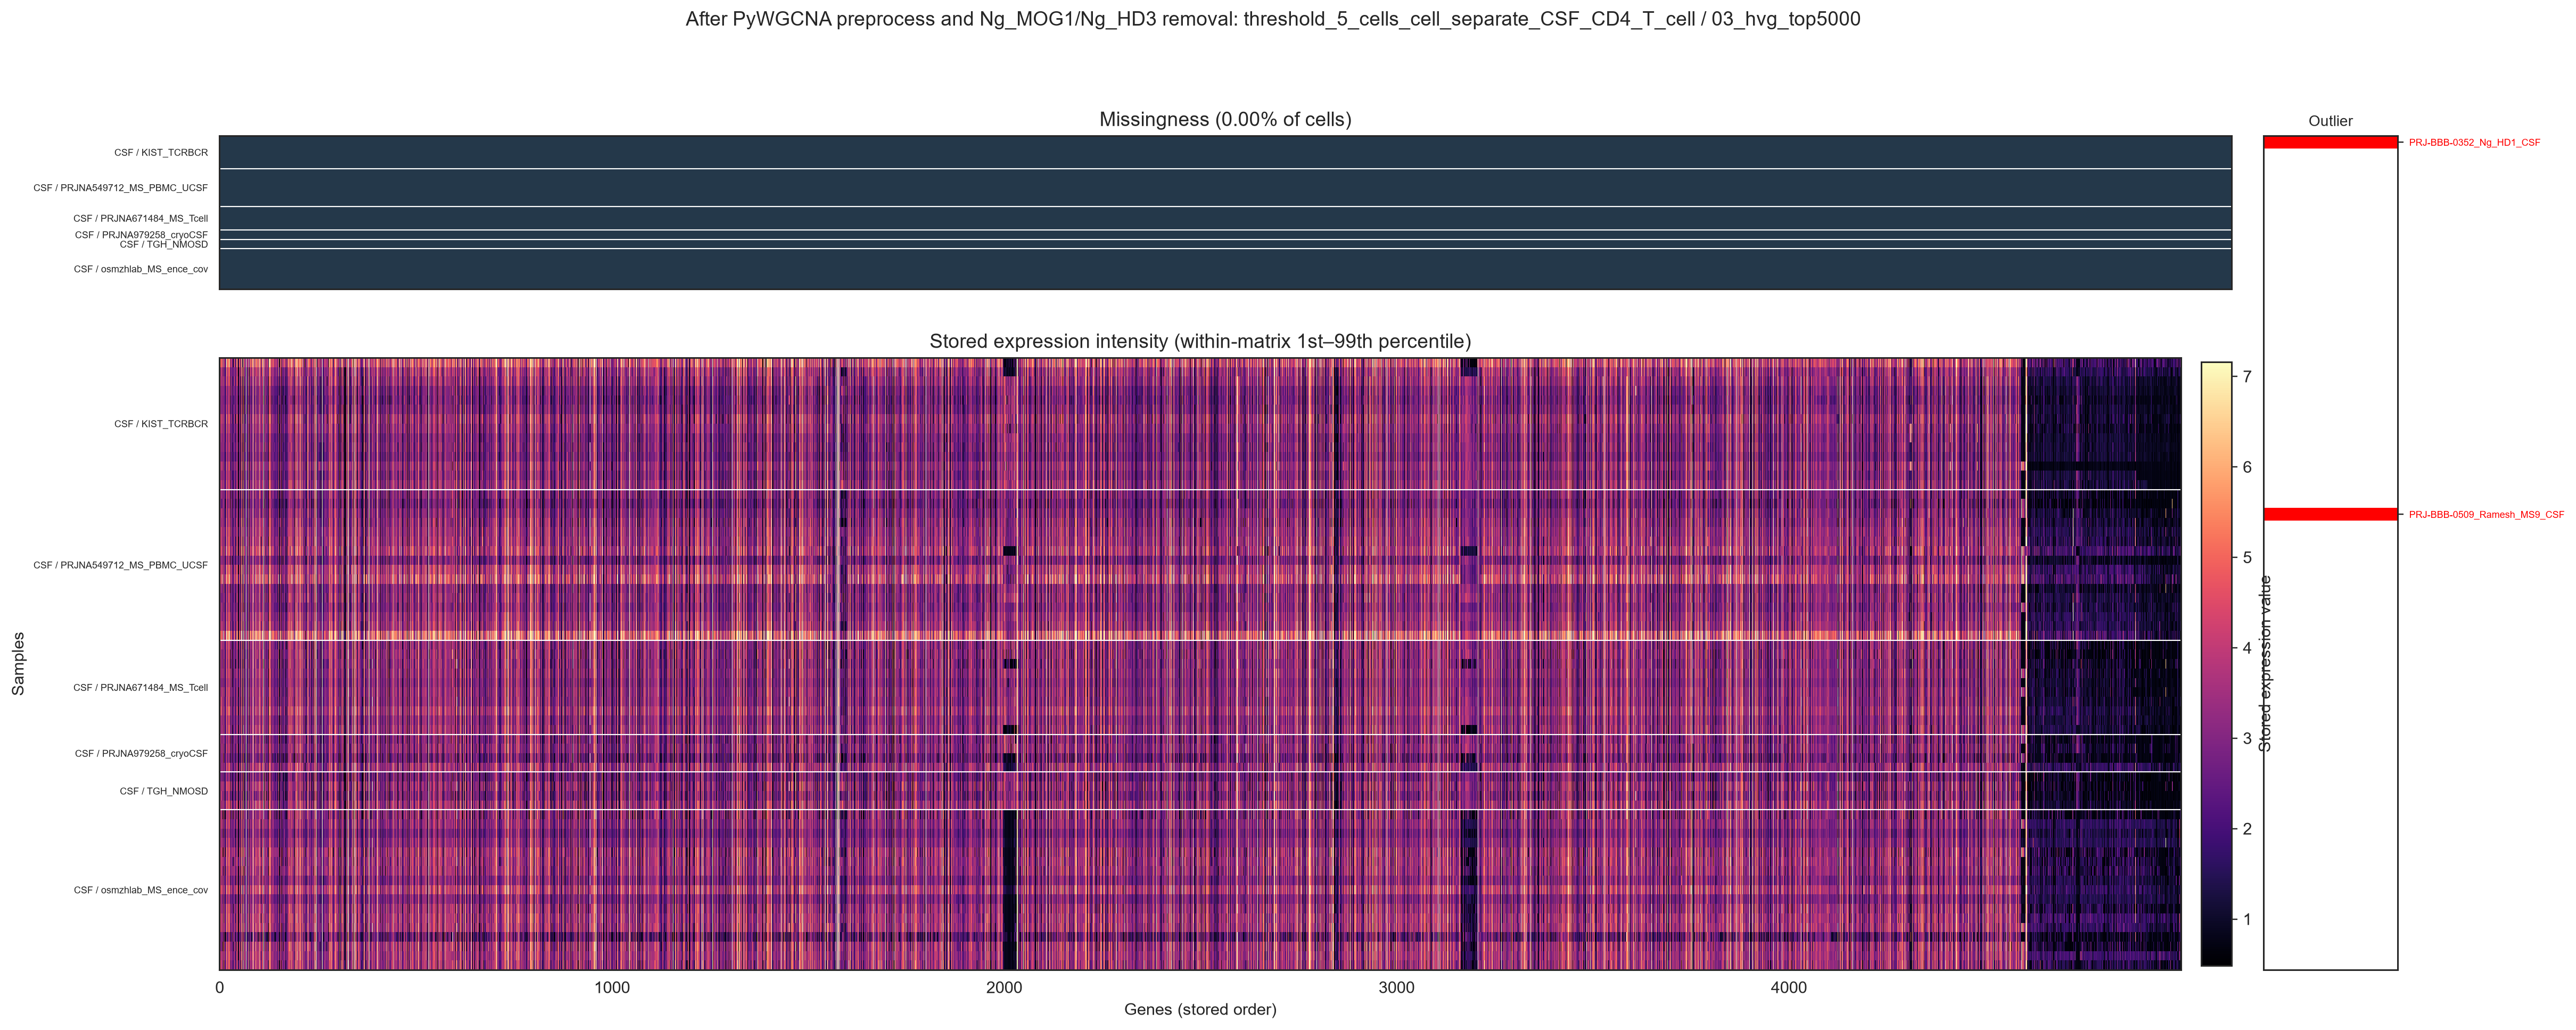 After PyWGCNA preprocess and Ng_MOG1/Ng_HD3 removal: threshold_5_cells_cell_separate_CSF_CD4_T_cell / 03_hvg_top5000
Missingness (0.00% of cells)
Outlier
CSF / KIST_TCRBCR
CSF / PRJNA549712_MS_PBMC_UCSF
CSF / PRJNA671484_MS_Tcell
CSF / PRJNA979258_cryoCSF
CSF / TGH_NMOSD
CSF / osmzhlab_MS_ence_cov
PRJ-BBB-0352_Ng_HD1_CSF
PRJ-BBB-0509_Ramesh_MS9_CSF
Stored expression intensity (within-matrix 1st–99th percentile)
Samples
CSF / KIST_TCRBCR
CSF / PRJNA549712_MS_PBMC_UCSF
CSF / PRJNA671484_MS_Tcell
CSF / PRJNA979258_cryoCSF
CSF / TGH_NMOSD
CSF / osmzhlab_MS_ence_cov
7
6
5
4
3
2
1
Stored expression value
0
1000
2000
3000
4000
Genes (stored order)